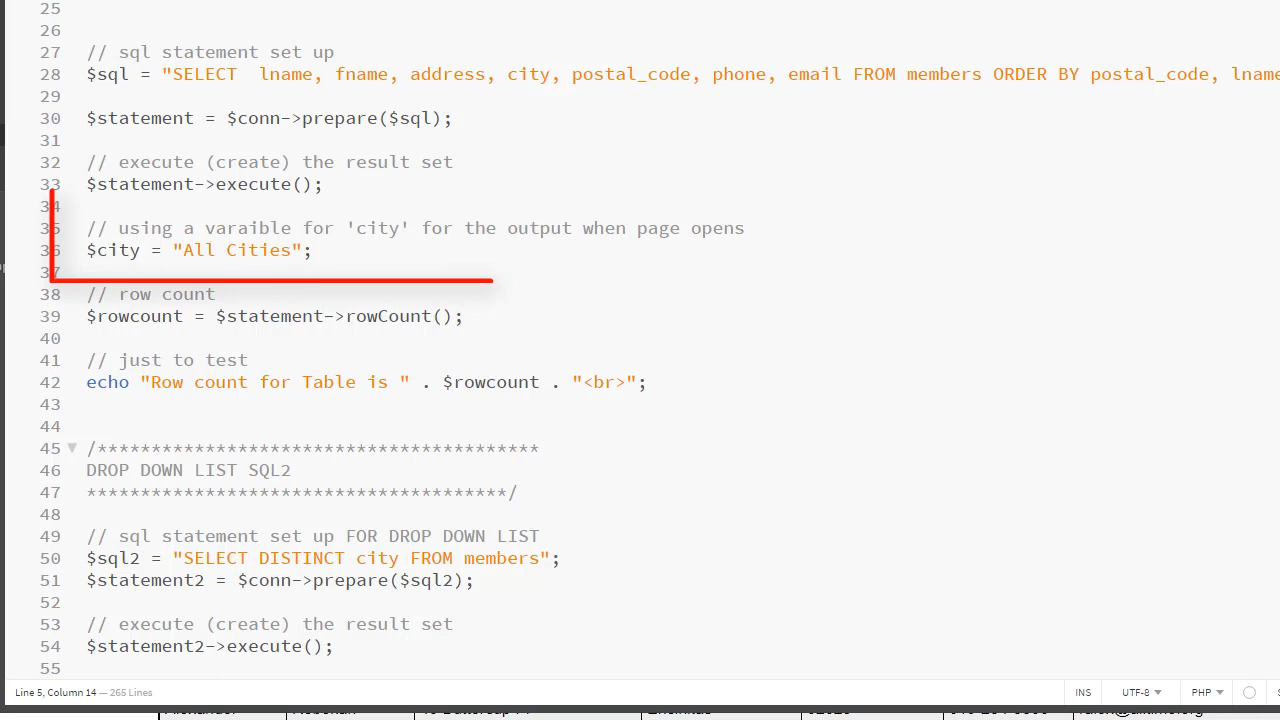 25
26
27 // sql statement set up
28 $sql = "SELECT  lname, fname, address, city, postal_code, phone, email FROM members ORDER BY postal_code, lname
29
30 $statement = $conn->prepare($sql);
31
32 // execute (create) the result set
33 $statement->execute();
34
35 // using a varaible for 'city' for the output when page opens
36 $city = "All Cities";
37
38 // row count
39 $rowcount = $statement->rowCount();
40
41 // just to test
42 echo "Row count for Table is " . $rowcount . "<br>";
43
44
45 /*****************************************
46 DROP DOWN LIST SQL2
47 ***************************************/
48
49 // sql statement set up FOR DROP DOWN LIST
50 $sql2 = "SELECT DISTINCT city FROM members";
51 $statement2 = $conn->prepare($sql2);
52
53 // execute (create) the result set
54 $statement2->execute();
55
Line 5, Column 14 — 265 Lines INS UTF-8 PHP